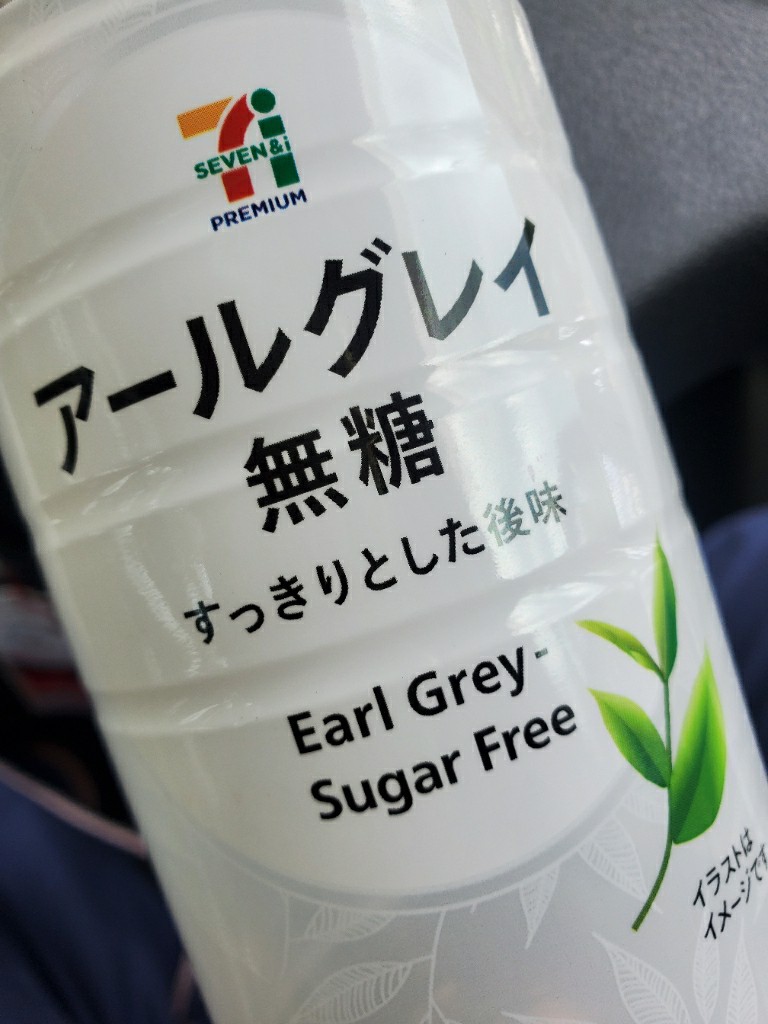 SEVEN&i
PREMIUM
アールグレイ
無糖
すっきりとした後味
Earl Grey-
Sugar Free
イラストは
イメージです